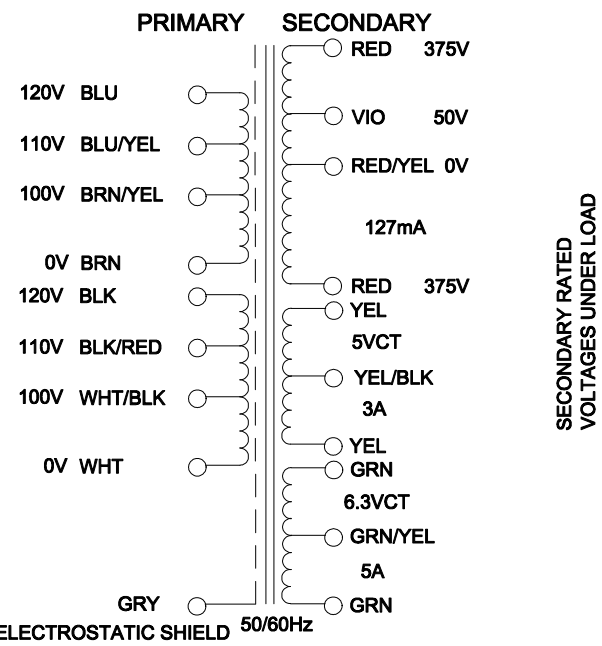 PRIMARY SECONDARY
RED 375V
120V BLU
VIO 50V
110V BLU/YEL
RED/YEL 0V
100V BRN/YEL
127mA
0V BRN
RED 375V
120V BLK
YEL
5VCT
110V BLK/RED
YEL/BLK
100V WHT/BLK
3A
YEL
0V WHT
GRN
6.3VCT
GRN/YEL
5A
GRY
GRN
ELECTROSTATIC SHIELD 50/60Hz
SECONDARY RATED
VOLTAGES UNDER LOAD